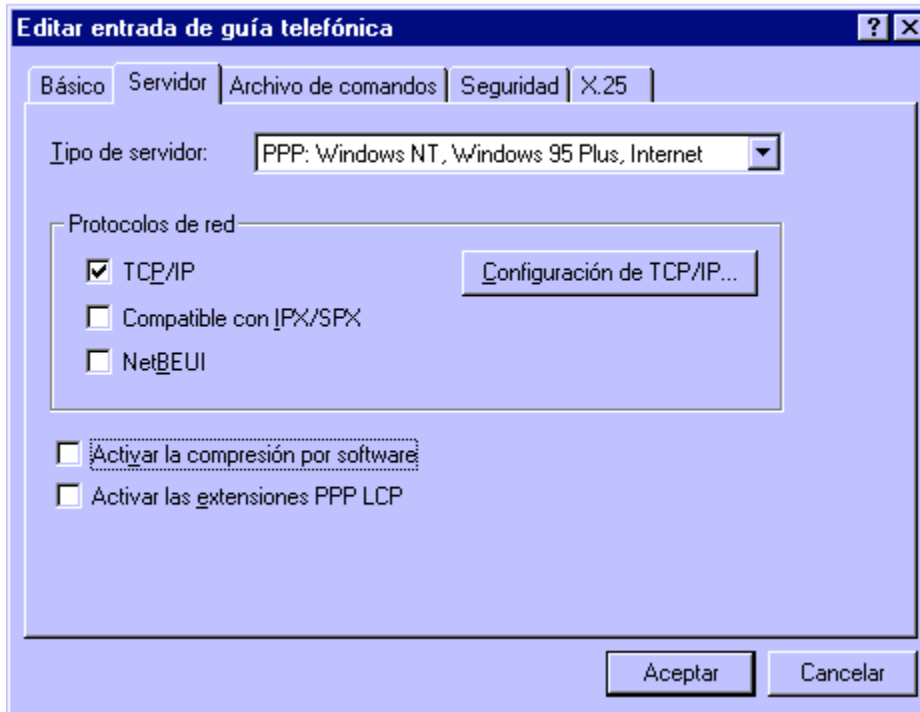 Editar entrada de guía telefónica
Básico Servidor Archivo de comandos Seguridad X.25
Tipo de servidor: PPP: Windows NT, Windows 95 Plus, Internet
Protocolos de red
TCP/IP Configuración de TCP/IP...
Compatible con IPX/SPX
NetBEUI
Activar la compresión por software
Activar las extensiones PPP LCP
Aceptar Cancelar